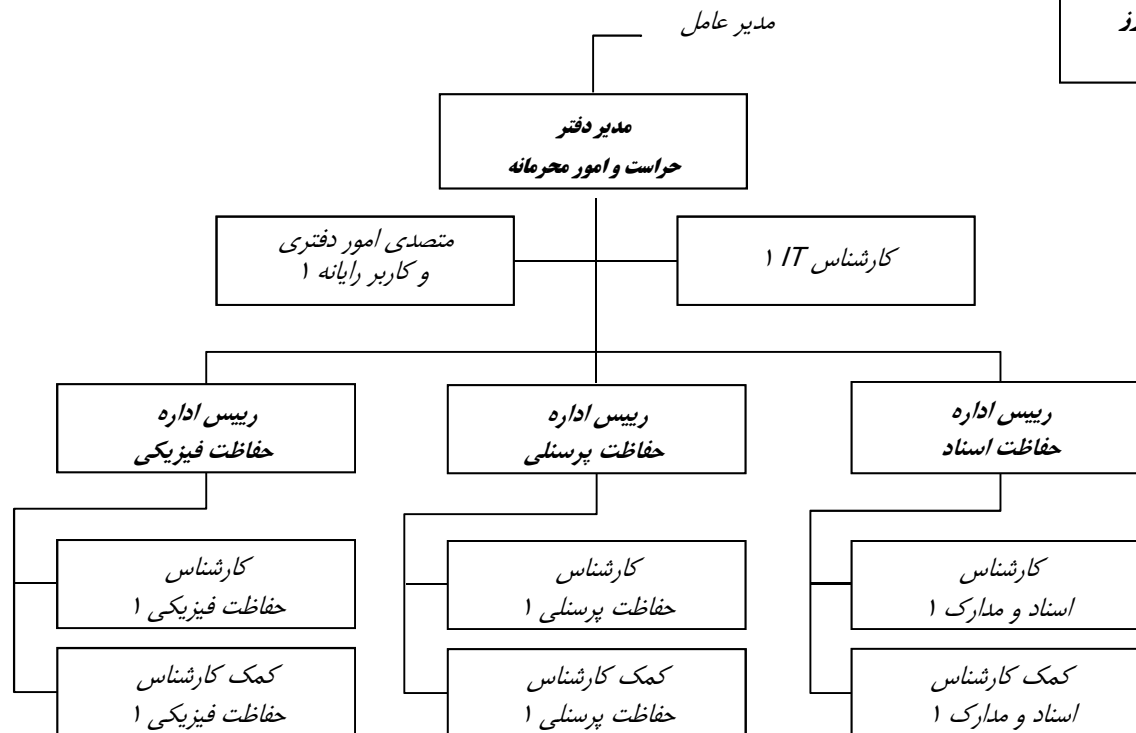 مدیر عامل
مدیر دفتر
حراست و امور محرمانه
کارشناس IT ۱
متصدی امور دفتری
و کاربر رایانه ۱
رییس اداره
حفاظت اسناد
رییس اداره
حفاظت پرسنلی
رییس اداره
حفاظت فیزیکی
کارشناس
اسناد و مدارک ۱
کارشناس
حفاظت پرسنلی ۱
کارشناس
حفاظت فیزیکی ۱
کمک کارشناس
اسناد و مدارک ۱
کمک کارشناس
حفاظت پرسنلی ۱
کمک کارشناس
حفاظت فیزیکی ۱